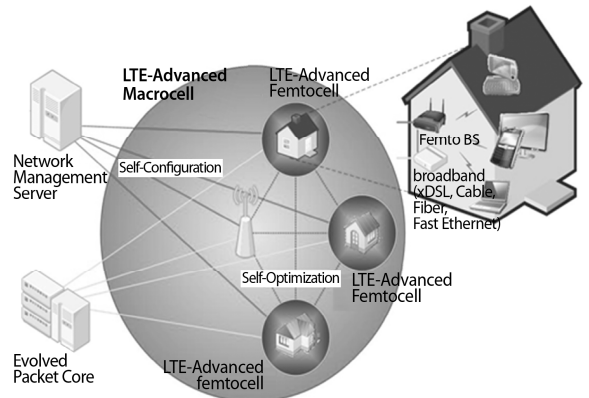 LTE-Advanced
Macrocell
LTE-Advanced
Femtocell
Network
Management
Server
Self-Configuration
Femto BS
broadband
(xDSL, Cable,
Fiber,
Fast Ethernet)
Self-Optimization
LTE-Advanced
Femtocell
Evolved
Packet Core
LTE-Advanced
femtocell